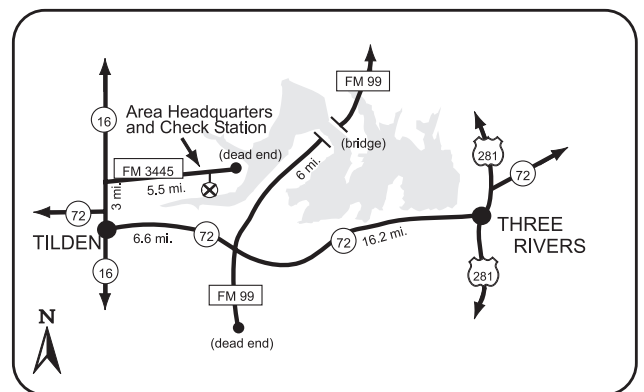 FM 99
16
Area Headquarters
and Check Station
(dead end)
(bridge)
281
72
FM 3445
5.5 mi.
3 mi.
6 mi.
72
TILDEN
6.6 mi.
72
72
16.2 mi.
THREE
RIVERS
16
281
FM 99
(dead end)
N